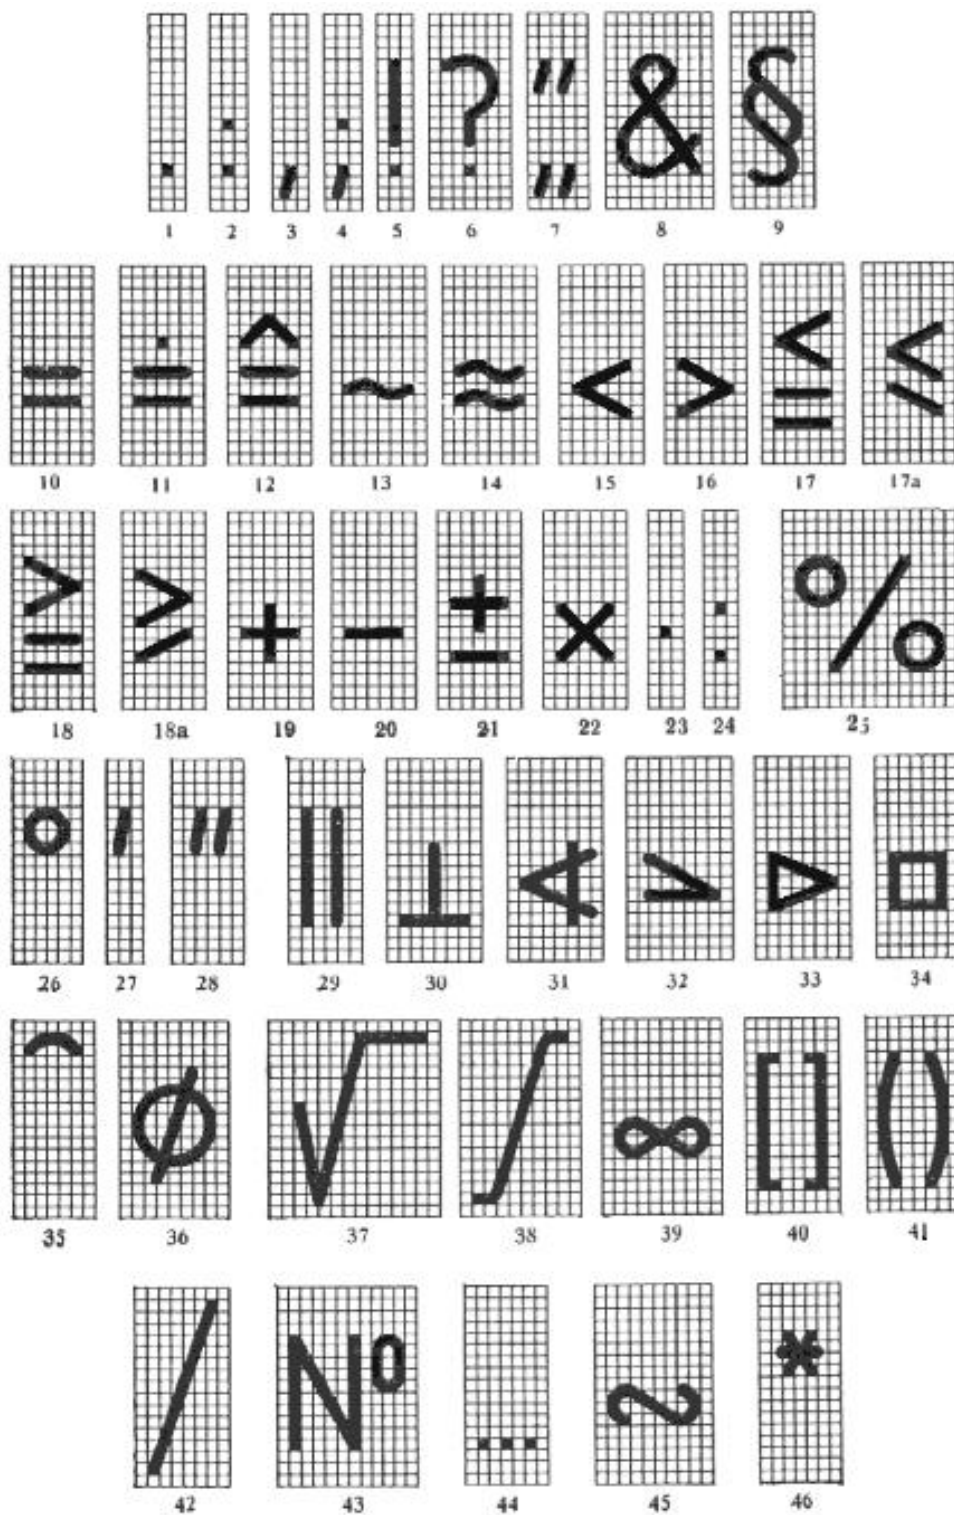 . : , ; ! ? " „ & §
1 2 3 4 5 6 7 8 9
= ≐ ≙ ~ ≈ < > ≦ ⩽
10 11 12 13 14 15 16 17 17a
≧ ⩾ + − ± × · : %
18 18a 19 20 21 22 23 24 25
° ′ ″ ∥ ⊥ ∢ ⦣ ▷ □
26 27 28 29 30 31 32 33 34
⌒ ø √ ∫ ∞ [ ] ( )
35 36 37 38 39 40 41
/ № … ∾ *
42 43 44 45 46